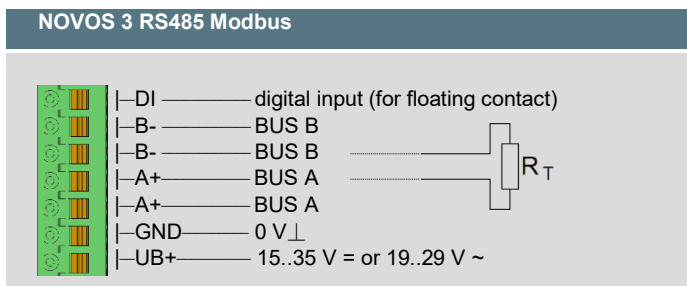 NOVOS 3 RS485 Modbus
DI digital input (for floating contact)
B- BUS B
B- BUS B
A+ BUS A
A+ BUS A
GND 0 V
UB+ 15..35 V = or 19..29 V ~
R T